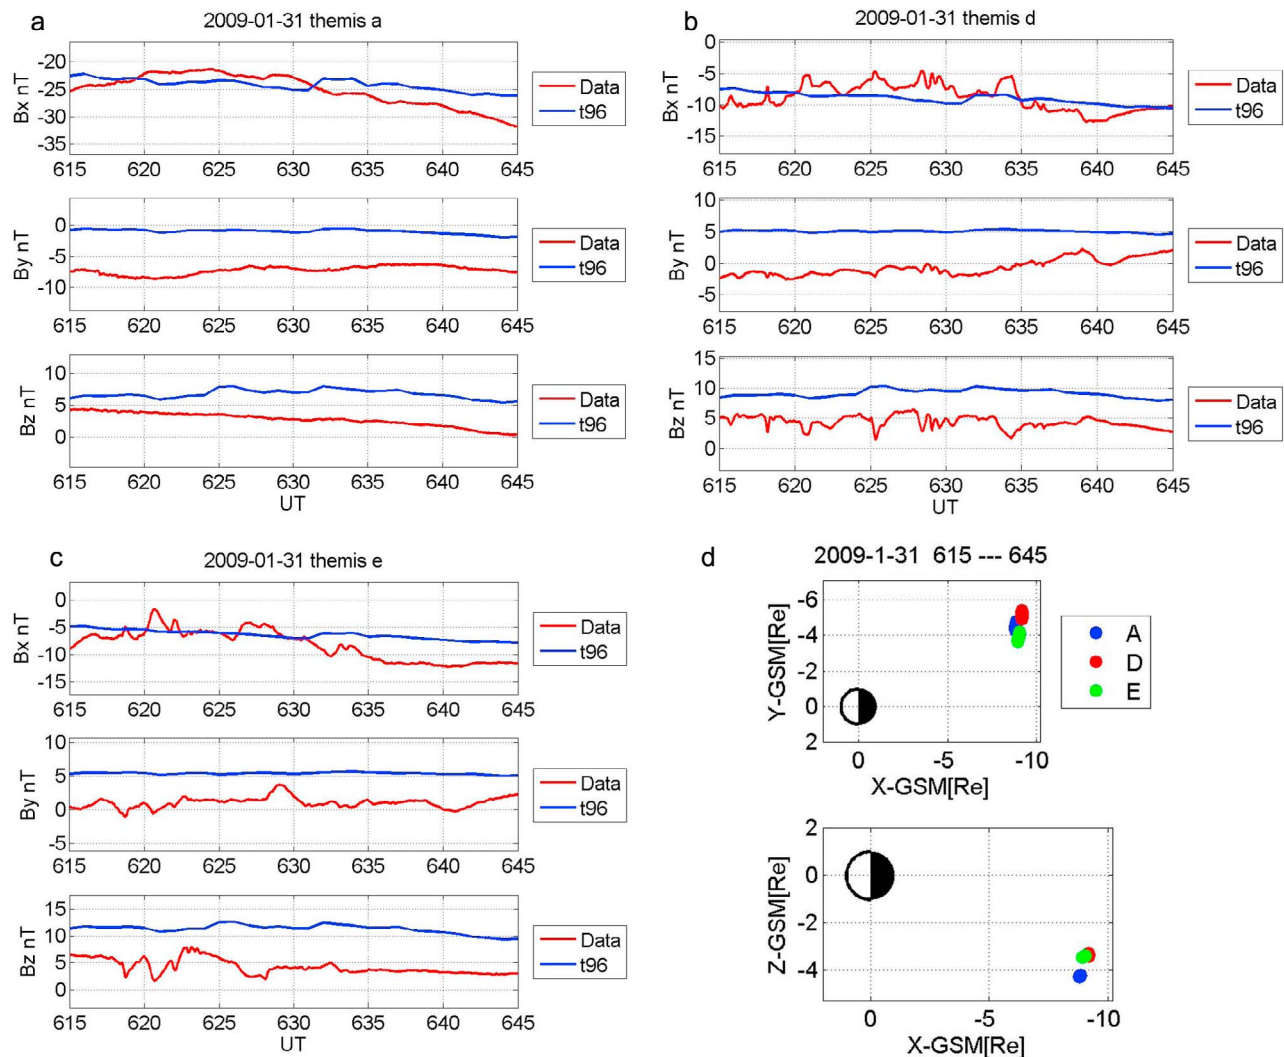 a
2009-01-31 themis a
Bx nT
-20
-25
-30
-35
615 620 625 630 635 640 645
Data
t96
By nT
0
-5
-10
615 620 625 630 635 640 645
Data
t96
Bz nT
10
5
0
615 620 625 630 635 640 645
UT
Data
t96
b
2009-01-31 themis d
Bx nT
0
-5
-10
-15
615 620 625 630 635 640 645
Data
t96
By nT
10
5
0
-5
615 620 625 630 635 640 645
Data
t96
Bz nT
15
10
5
0
615 620 625 630 635 640 645
UT
Data
t96
c
2009-01-31 themis e
Bx nT
0
-5
-10
-15
615 620 625 630 635 640 645
Data
t96
By nT
10
5
0
-5
615 620 625 630 635 640 645
Data
t96
Bz nT
15
10
5
0
615 620 625 630 635 640 645
UT
Data
t96
d
2009-1-31 615 --- 645
Y-GSM[Re]
-6
-4
-2
0
2
0 -5 -10
X-GSM[Re]
A
D
E
Z-GSM[Re]
2
0
-2
-4
0 -5 -10
X-GSM[Re]